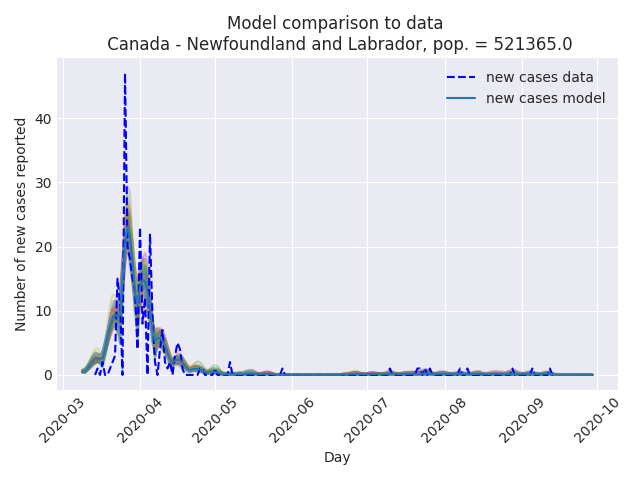 Model comparison to data
Canada - Newfoundland and Labrador, pop. = 521365.0
new cases data
new cases model
Number of new cases reported
40
30
20
10
0
2020-03
2020-04
2020-05
2020-06
2020-07
2020-08
2020-09
2020-10
Day